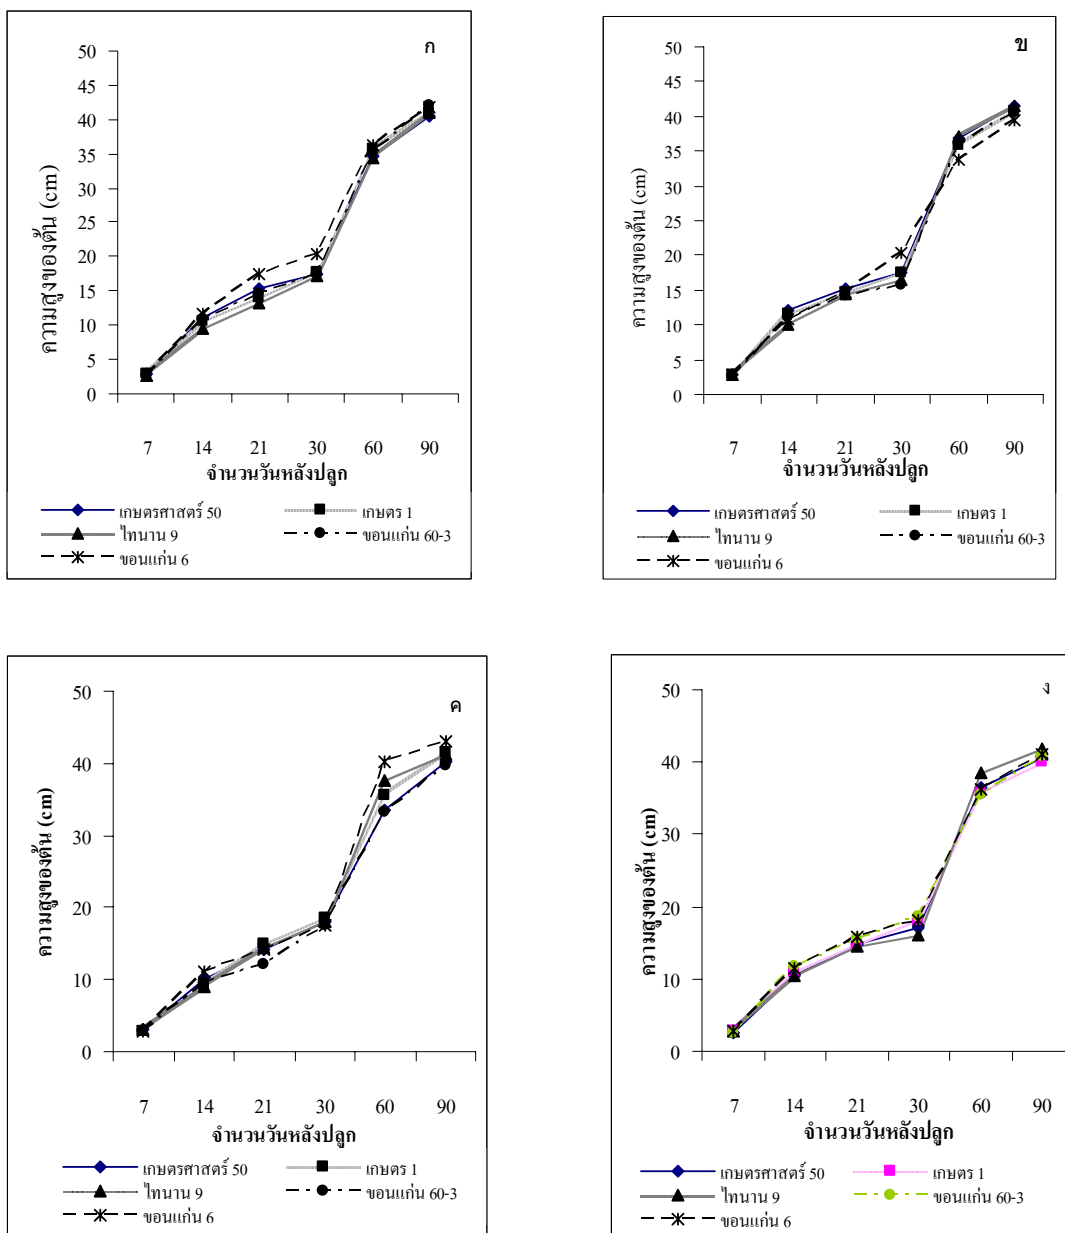 ก
50
45
40
35
30
25
20
15
10
5
0
ความสูงของต้น (cm)
7 14 21 30 60 90
จำนวนวันหลังปลูก
เกษตรศาสตร์ 50 เกษตร 1
ไทนาน 9 ขอนแก่น 60-3
ขอนแก่น 6
ข
50
45
40
35
30
25
20
15
10
5
0
ความสูงของต้น (cm)
7 14 21 30 60 90
จำนวนวันหลังปลูก
เกษตรศาสตร์ 50 เกษตร 1
ไทนาน 9 ขอนแก่น 60-3
ขอนแก่น 6
ค
50
40
30
20
10
0
ความสูงของต้น (cm)
7 14 21 30 60 90
จำนวนวันหลังปลูก
เกษตรศาสตร์ 50 เกษตร 1
ไทนาน 9 ขอนแก่น 60-3
ขอนแก่น 6
ง
50
40
30
20
10
0
ความสูงของต้น (cm)
7 14 21 30 60 90
จำนวนวันหลังปลูก
เกษตรศาสตร์ 50 เกษตร 1
ไทนาน 9 ขอนแก่น 60-3
ขอนแก่น 6